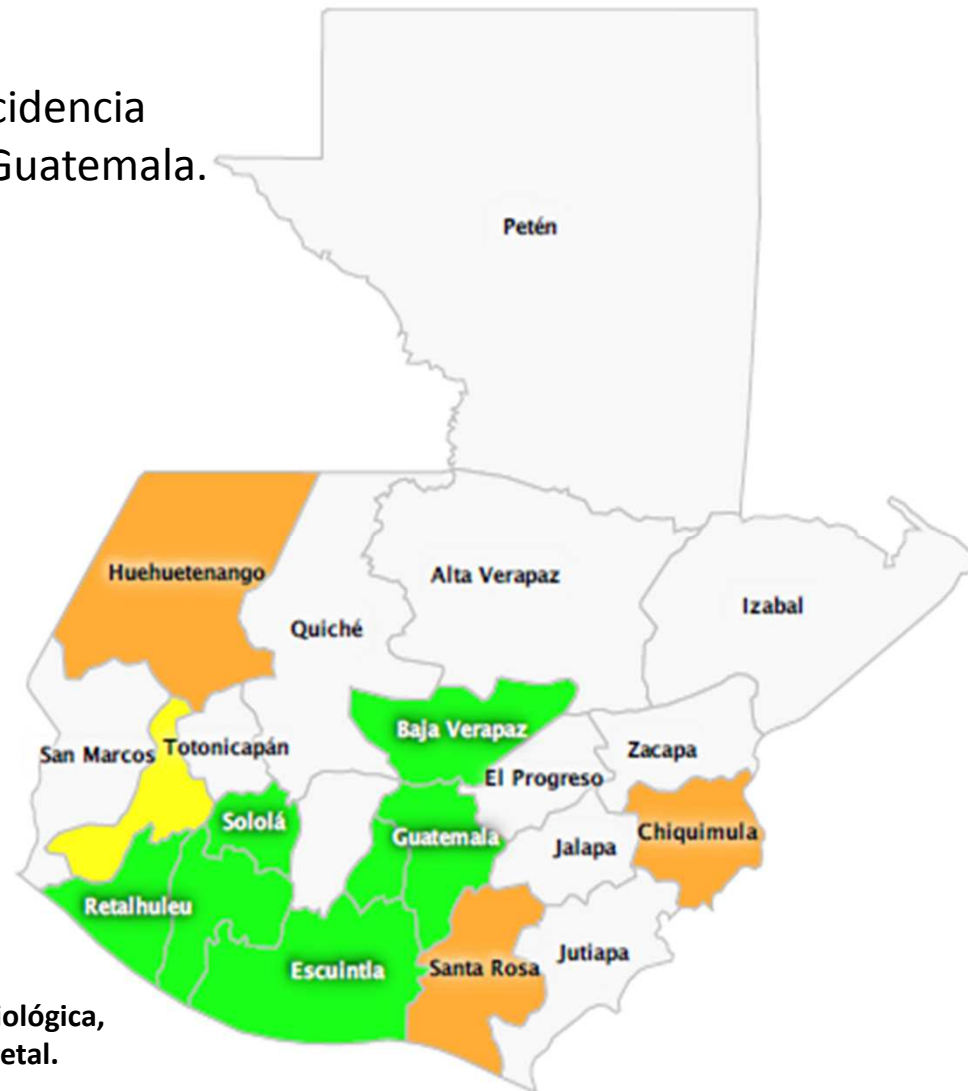 cidencia
Guatemala.
Petén
Huehuetenango
Alta Verapaz
Izabal
Quiché
Baja Verapaz
San Marcos
Totonicapán
Zacapa
El Progreso
Sololá
Guatemala
Chiquimula
Jalapa
Retalhuleu
Jutiapa
Escuintla
Santa Rosa
iológica,
etal.